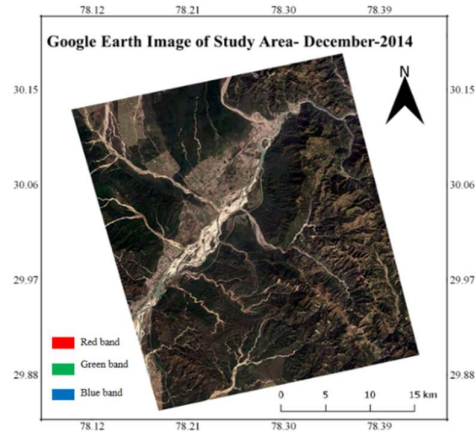 78.12 78.21 78.30 78.39
Google Earth Image of Study Area- December-2014
N
30.15 30.15
30.06 30.06
29.97 29.97
29.88 29.88
Red band
Green band
Blue band
0 5 10 15 km
78.12 78.21 78.30 78.39